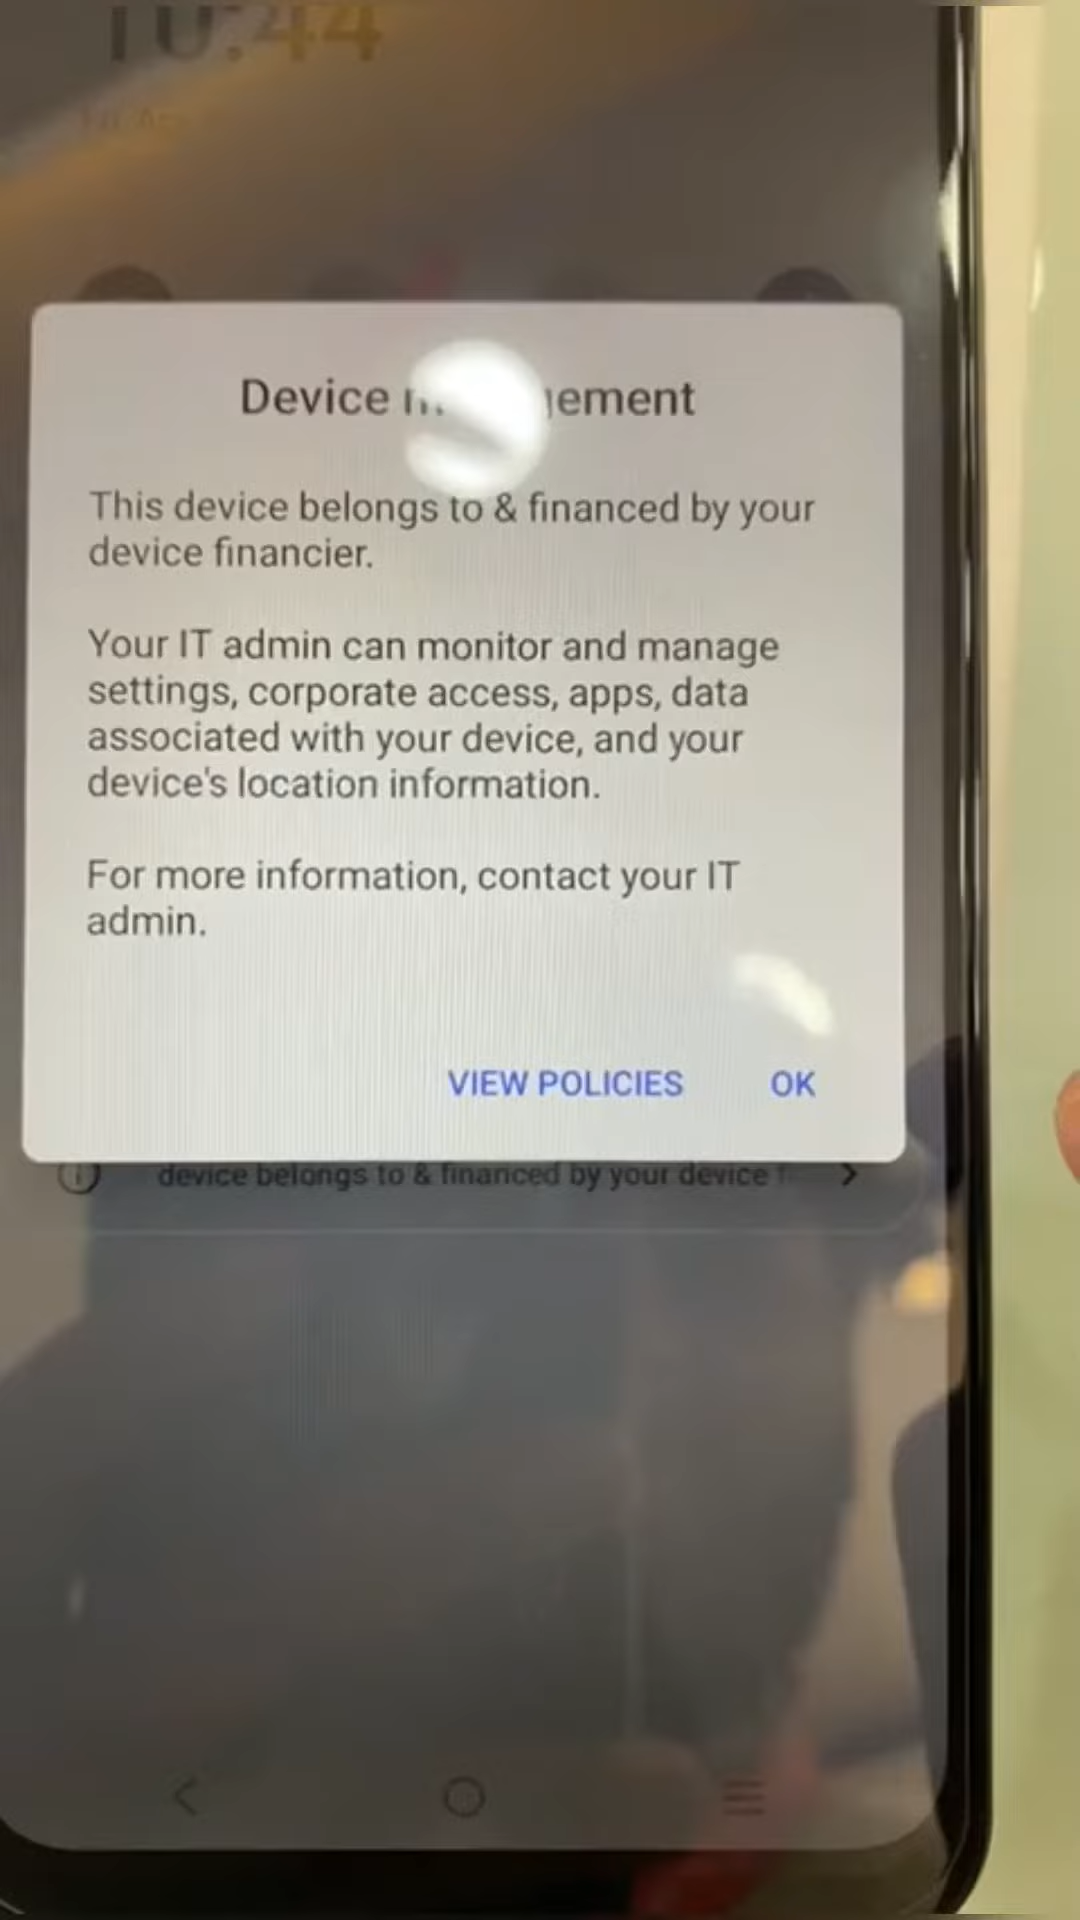 10:44
Device
This device belongs to & financed by your
device financier.
Your IT admin can monitor and manage
settings, corporate access, apps, data
associated with your device, and your
device's location information.
For more information, contact your IT
admin.
VIEW POLICIES OK
device belongs to & financed by your device